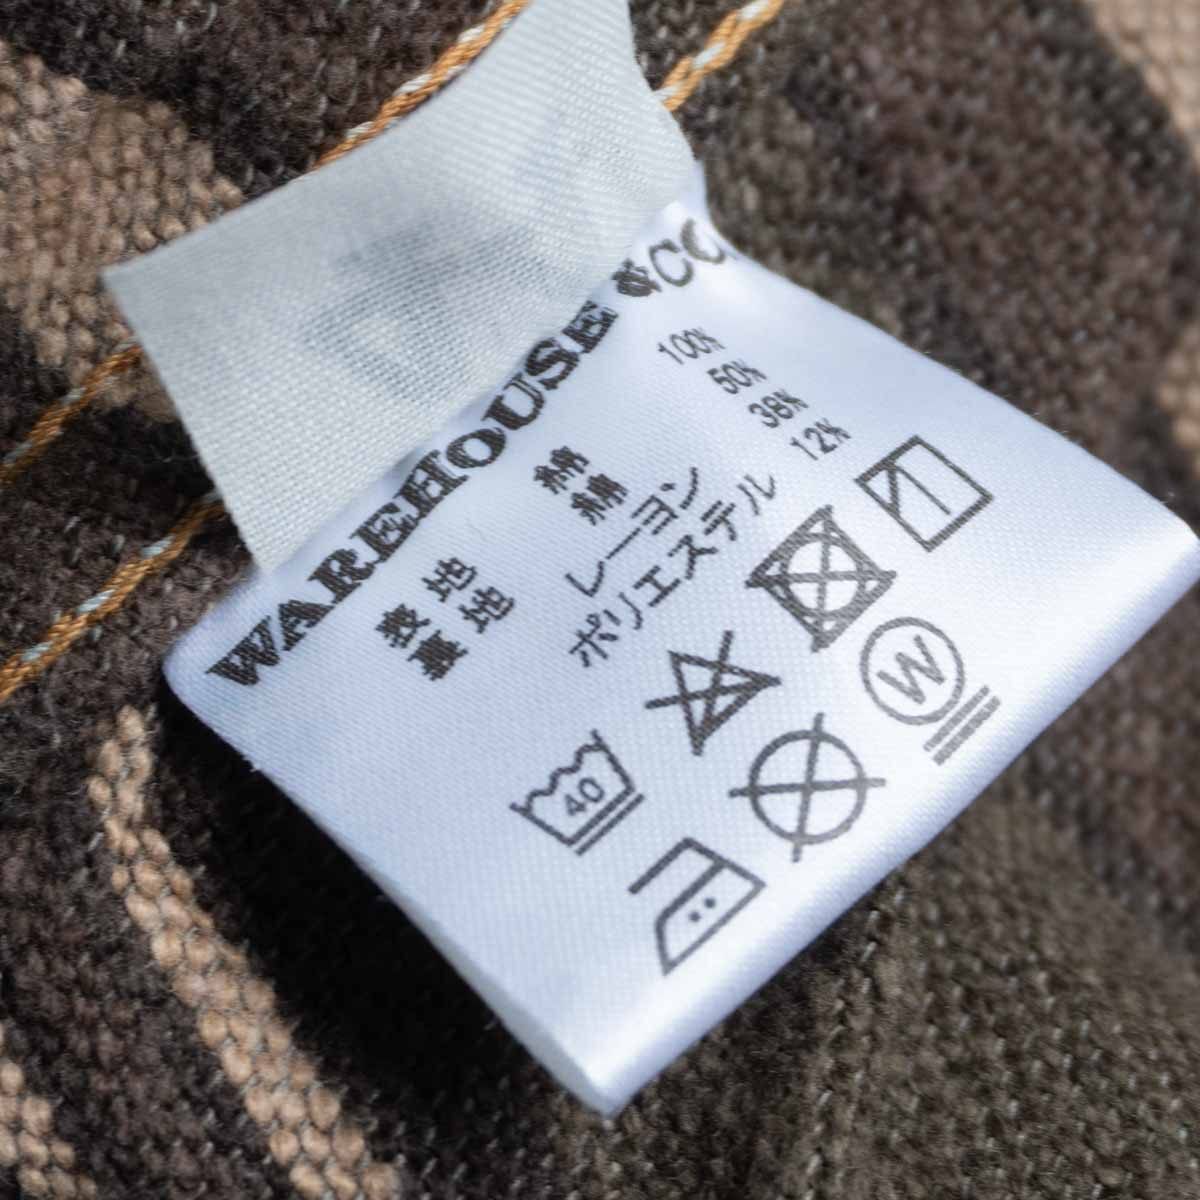 WAREHOUSE & CO.
表地 綿 100%
裏地 綿 50%
レーヨン 38%
ポリエステル 12%
40
W